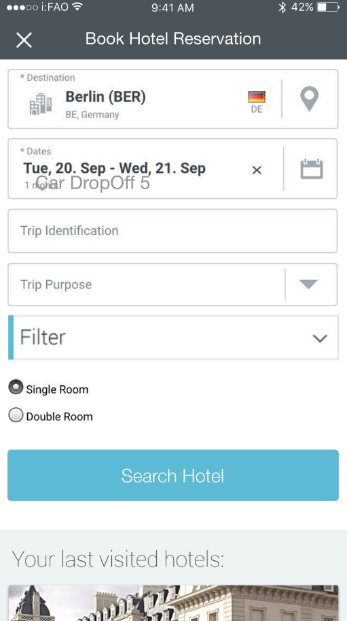 i:FAO 9:41 AM 42%
Book Hotel Reservation
* Destination
Berlin (BER)
DE
BE, Germany
* Dates
Tue, 20. Sep - Wed, 21. Sep
Car DropOff 5
Trip Identification
Trip Purpose
Filter
Single Room
Double Room
Search Hotel
Your last visited hotels: